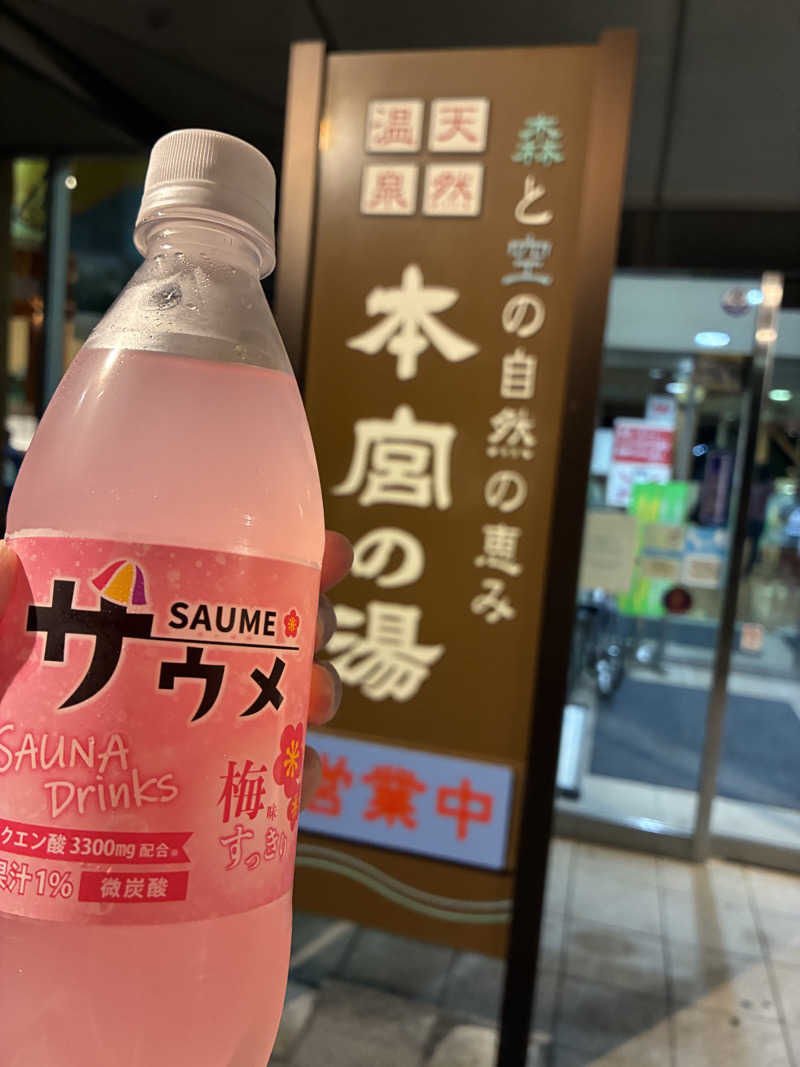 天然
温泉
森と空の自然の恵み
本宮の湯
営業中
SAUME
ザウメ
SAUNA
Drinks
梅味
すっきり
クエン酸3300mg配合※
果汁1%
微炭酸